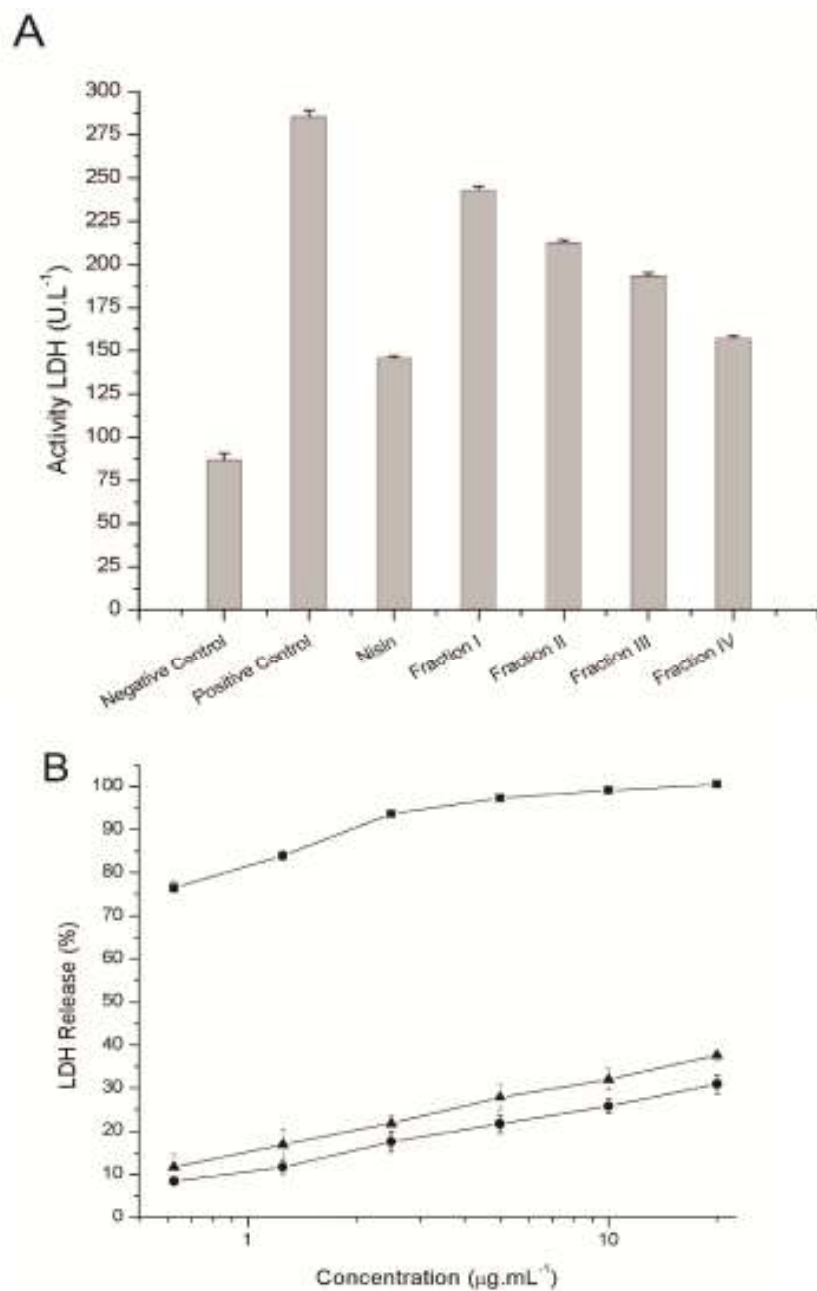 A
Activity LDH (U.L⁻¹)
300
275
250
225
200
175
150
125
100
75
50
25
0
Negative Control
Positive Control
Nisin
Fraction I
Fraction II
Fraction III
Fraction IV
B
LDH Release (%)
100
90
80
70
60
50
40
30
20
10
0
1
10
Concentration (μg.mL⁻¹)